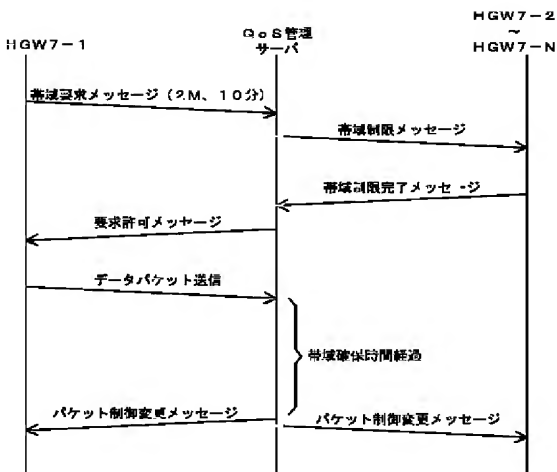 HGW7-1
QoS管理
サーバ
HGW7-2
~
HGW7-N
帯域要求メッセージ (2M、10分)
帯域制限メッセージ
帯域制限完了メッセージ
要求許可メッセージ
データパケット送信
帯域確保時間経過
パケット制御変更メッセージ
パケット制御変更メッセージ